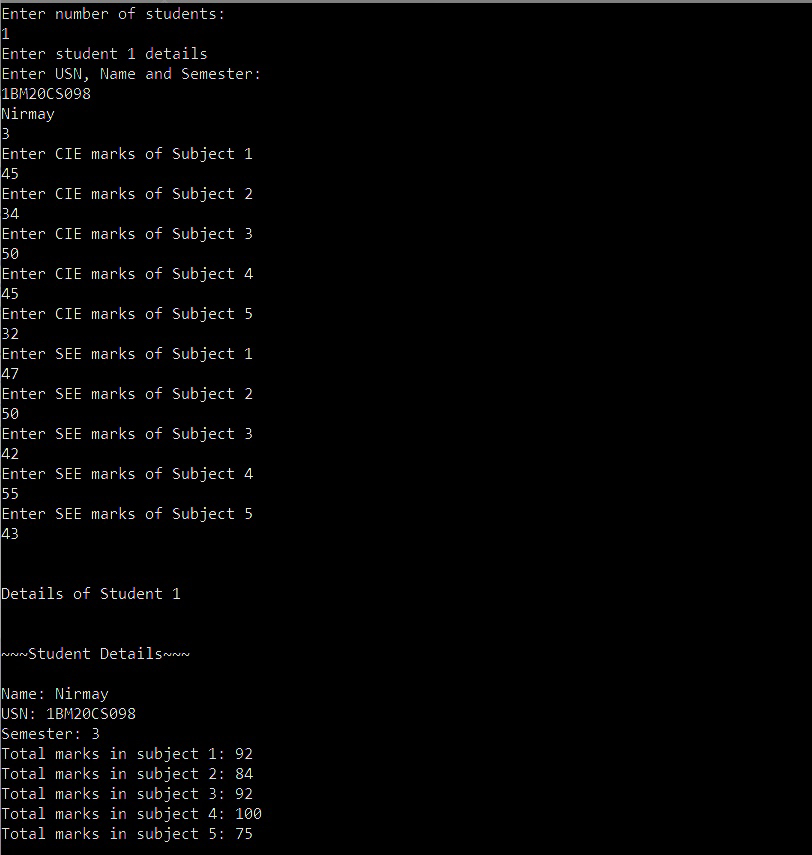 Enter number of students:
1
Enter student 1 details
Enter USN, Name and Semester:
1BM20CS098
Nirmay
3
Enter CIE marks of Subject 1
45
Enter CIE marks of Subject 2
34
Enter CIE marks of Subject 3
50
Enter CIE marks of Subject 4
45
Enter CIE marks of Subject 5
32
Enter SEE marks of Subject 1
47
Enter SEE marks of Subject 2
50
Enter SEE marks of Subject 3
42
Enter SEE marks of Subject 4
55
Enter SEE marks of Subject 5
43
Details of Student 1
~~~Student Details~~~
Name: Nirmay
USN: 1BM20CS098
Semester: 3
Total marks in subject 1: 92
Total marks in subject 2: 84
Total marks in subject 3: 92
Total marks in subject 4: 100
Total marks in subject 5: 75